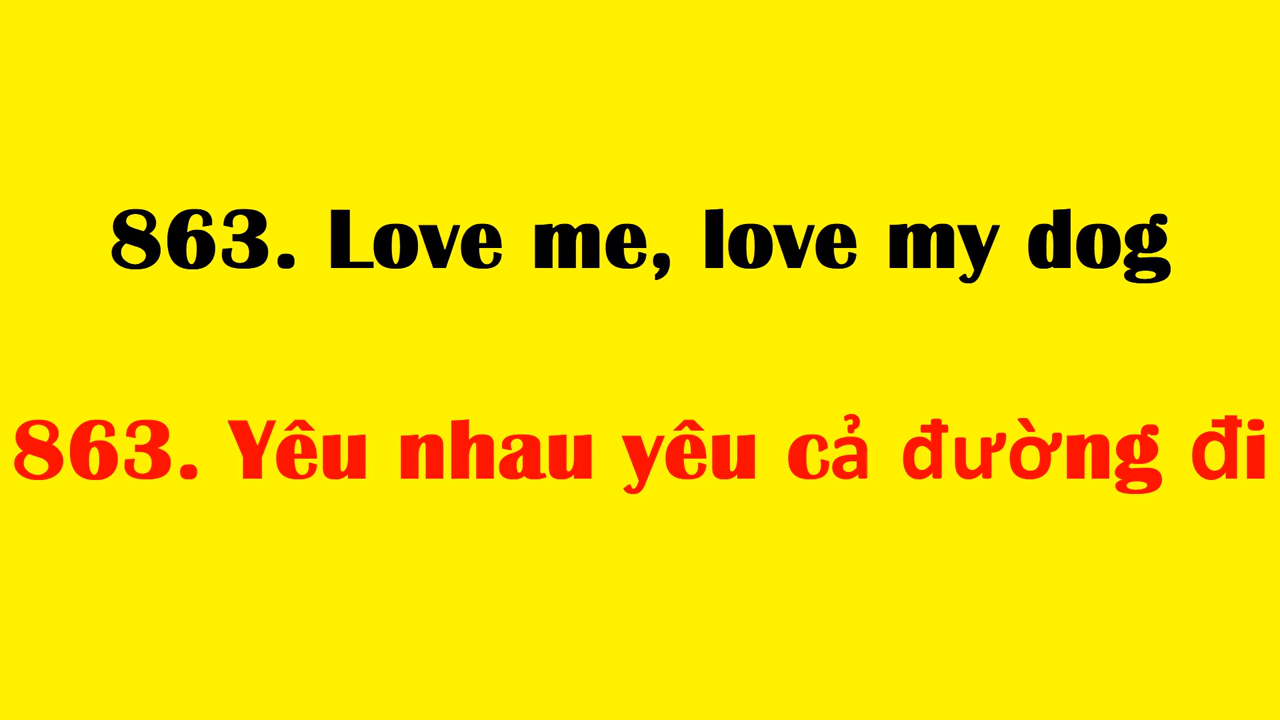 863. Love me, love my dog
863. Yêu nhau yêu cả đường đi